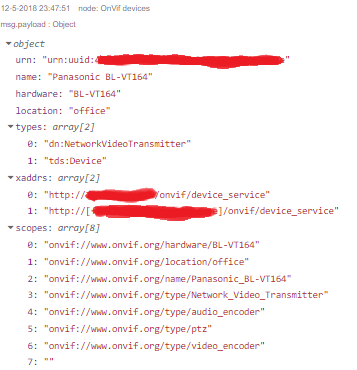 12-5-2018 23:47:51 node: OnVif devices
msg.payload : Object
object
urn: "urn:uuid:4"
name: "Panasonic BL-VT164"
hardware: "BL-VT164"
location: "office"
types: array[2]
0: "dn:NetworkVideoTransmitter"
1: "tds:Device"
xaddrs: array[2]
0: "http:///onvif/device_service"
1: "http://[]/onvif/device_service"
scopes: array[8]
0: "onvif://www.onvif.org/hardware/BL-VT164"
1: "onvif://www.onvif.org/location/office"
2: "onvif://www.onvif.org/name/Panasonic_BL-VT164"
3: "onvif://www.onvif.org/type/Network_Video_Transmitter"
4: "onvif://www.onvif.org/type/audio_encoder"
5: "onvif://www.onvif.org/type/ptz"
6: "onvif://www.onvif.org/type/video_encoder"
7: ""